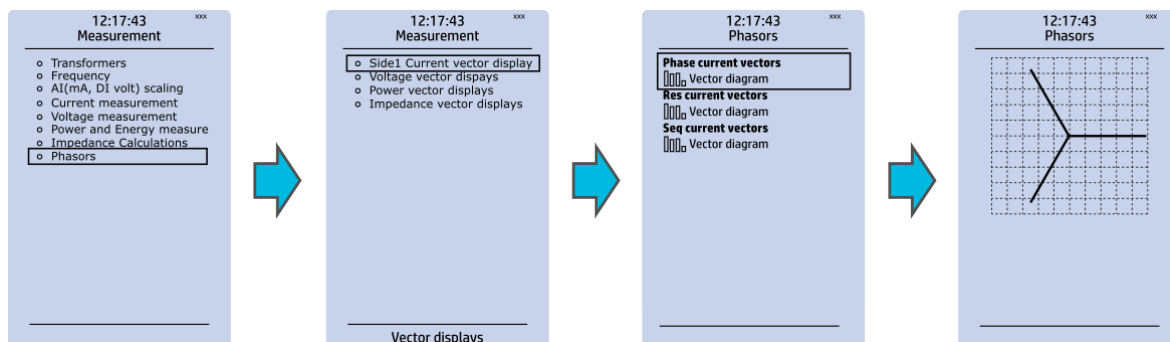 12:17:43 xxx
Measurement
Transformers
Frequency
AI(mA, DI volt) scaling
Current measurement
Voltage measurement
Power and Energy measure
Impedance Calculations
Phasors
12:17:43 xxx
Measurement
Side1 Current vector display
Voltage vector dispays
Power vector displays
Impedance vector displays
Vector displays
12:17:43 xxx
Phasors
Phase current vectors
Vector diagram
Res current vectors
Vector diagram
Seq current vectors
Vector diagram
12:17:43 xxx
Phasors